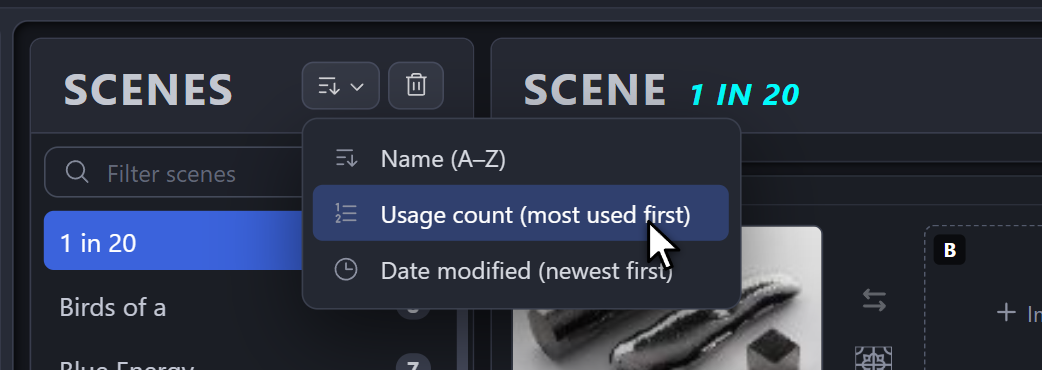 SCENES
SCENE 1 IN 20
Name (A–Z)
Filter scenes
Usage count (most used first)
1 in 20
B
Date modified (newest first)
Birds of a
Blue Energy
7